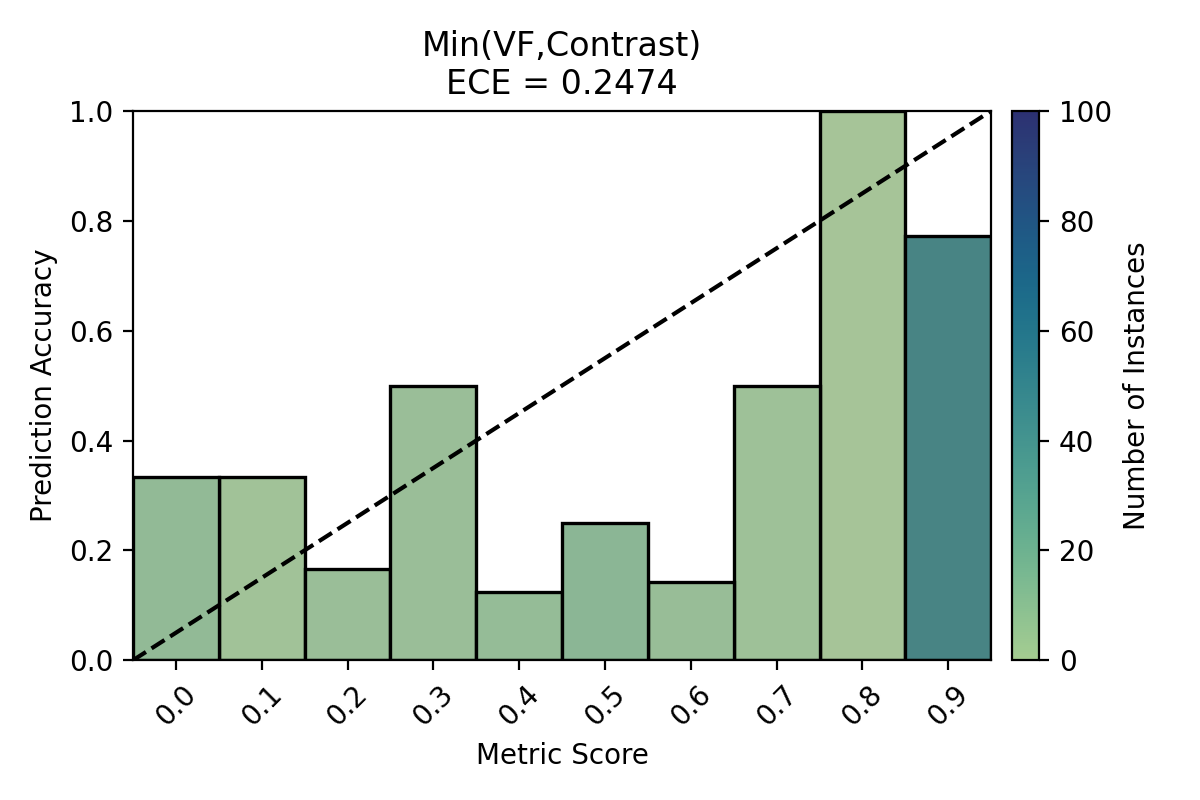 Min(VF,Contrast)
ECE = 0.2474
1.0
0.8
0.6
0.4
0.2
0.0
Prediction Accuracy
0.0 0.1 0.2 0.3 0.4 0.5 0.6 0.7 0.8 0.9
Metric Score
100
80
60
40
20
0
Number of Instances